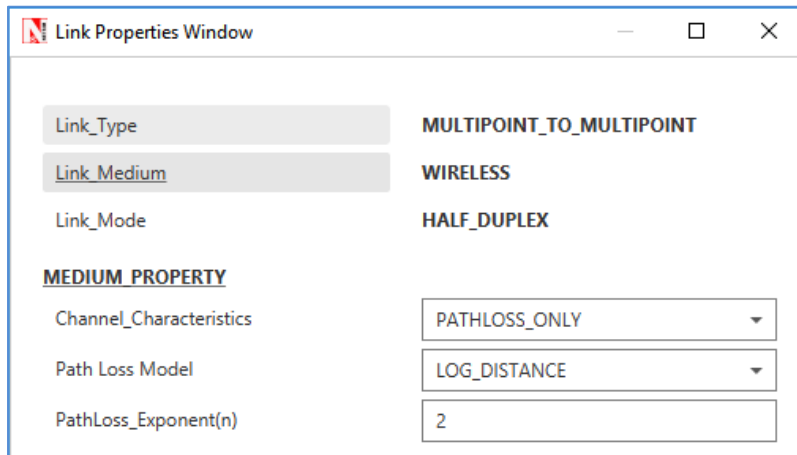 Link Properties Window
Link_Type MULTIPOINT_TO_MULTIPOINT
Link_Medium WIRELESS
Link_Mode HALF_DUPLEX
MEDIUM_PROPERTY
Channel_Characteristics PATHLOSS_ONLY
Path Loss Model LOG_DISTANCE
PathLoss_Exponent(n) 2